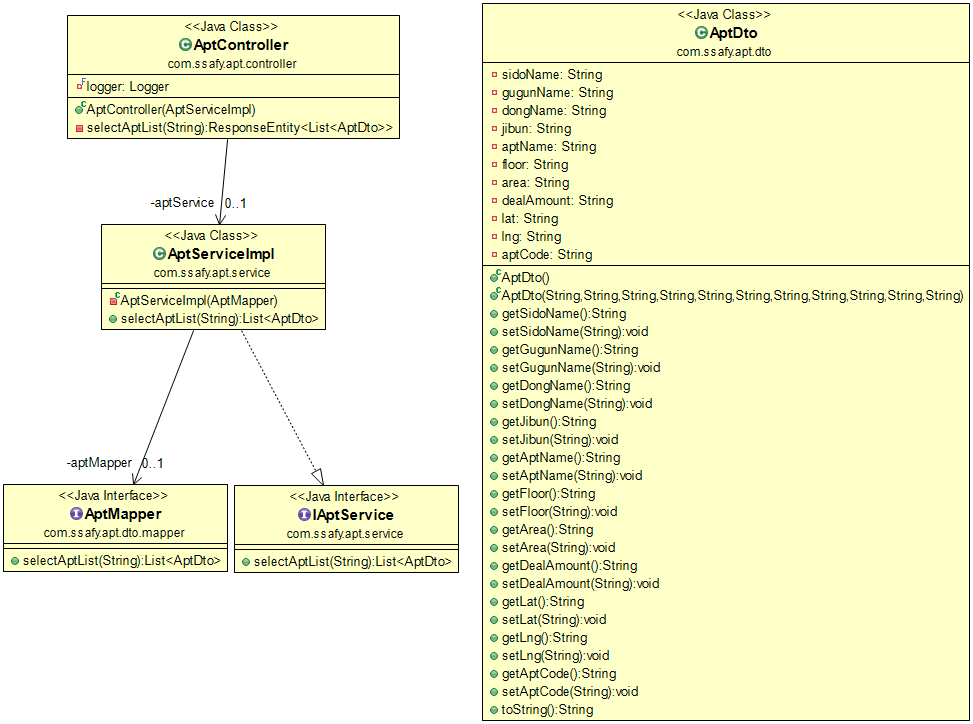 <<Java Class>>
AptController
com.ssafy.apt.controller
logger: Logger
AptController(AptServiceImpl)
selectAptList(String):ResponseEntity<List<AptDto>>
-aptService 0..1
<<Java Class>>
AptServiceImpl
com.ssafy.apt.service
AptServiceImpl(AptMapper)
selectAptList(String):List<AptDto>
-aptMapper 0..1
<<Java Interface>>
AptMapper
com.ssafy.apt.dto.mapper
selectAptList(String):List<AptDto>
<<Java Interface>>
IAptService
com.ssafy.apt.service
selectAptList(String):List<AptDto>
<<Java Class>>
AptDto
com.ssafy.apt.dto
sidoName: String
gugunName: String
dongName: String
jibun: String
aptName: String
floor: String
area: String
dealAmount: String
lat: String
lng: String
aptCode: String
AptDto()
AptDto(String,String,String,String,String,String,String,String,String,String,String)
getSidoName():String
setSidoName(String):void
getGugunName():String
setGugunName(String):void
getDongName():String
setDongName(String):void
getJibun():String
setJibun(String):void
getAptName():String
setAptName(String):void
getFloor():String
setFloor(String):void
getArea():String
setArea(String):void
getDealAmount():String
setDealAmount(String):void
getLat():String
setLat(String):void
getLng():String
setLng(String):void
getAptCode():String
setAptCode(String):void
toString():String